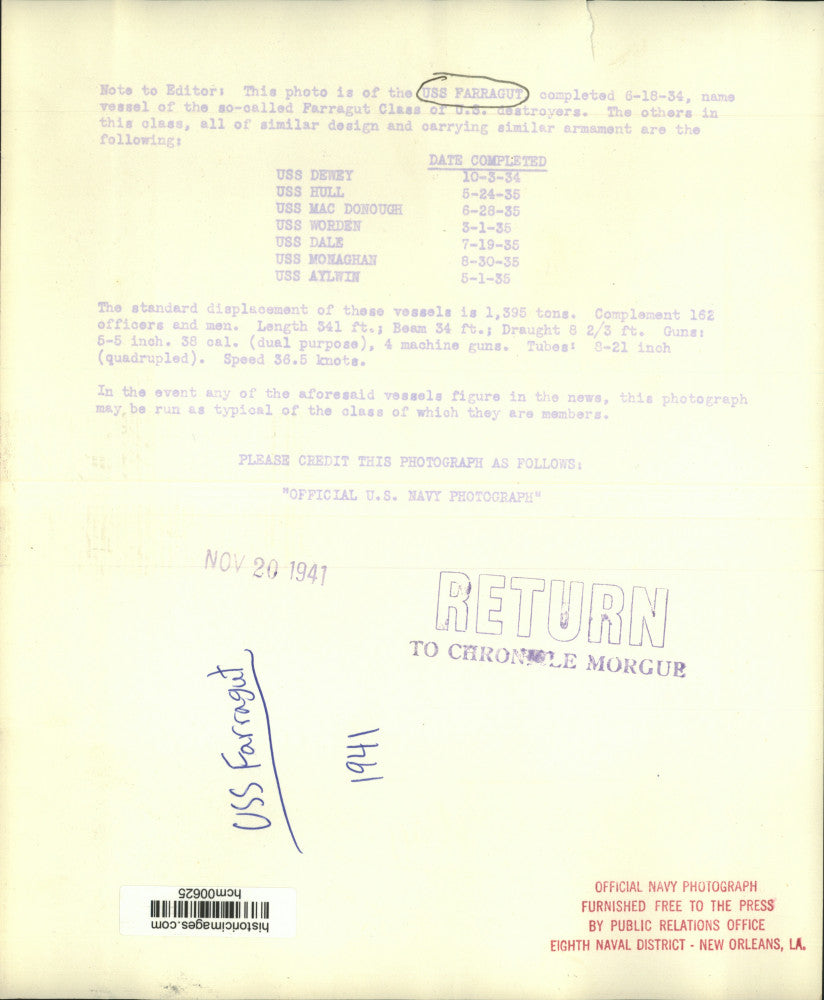 Note to Editor: This photo is of the USS FARRAGUT, completed 6-18-34, name
vessel of the so-called Farragut Class of U.S. destroyers. The others in
this class, all of similar design and carrying similar armament are the
following:
DATE COMPLETED
USS DEWEY 10-3-34
USS HULL 5-24-35
USS MAC DONOUGH 6-28-35
USS WORDEN 3-1-35
USS DALE 7-19-35
USS MONAGHAN 8-30-35
USS AYLWIN 5-1-35
The standard displacement of these vessels is 1,395 tons. Complement 162
officers and men. Length 341 ft.; Beam 34 ft.; Draught 8 2/3 ft. Guns:
5-5 inch. 38 cal. (dual purpose), 4 machine guns. Tubes: 8-21 inch
(quadrupled). Speed 36.5 knots.
In the event any of the aforesaid vessels figure in the news, this photograph
may be run as typical of the class of which they are members.
PLEASE CREDIT THIS PHOTOGRAPH AS FOLLOWS:
"OFFICIAL U.S. NAVY PHOTOGRAPH"
NOV 20 1941
RETURN
TO CHRONICLE MORGUE
USS Farragut
1941
historicimages.com
hcm00625
OFFICIAL NAVY PHOTOGRAPH
FURNISHED FREE TO THE PRESS
BY PUBLIC RELATIONS OFFICE
EIGHTH NAVAL DISTRICT - NEW ORLEANS, LA.